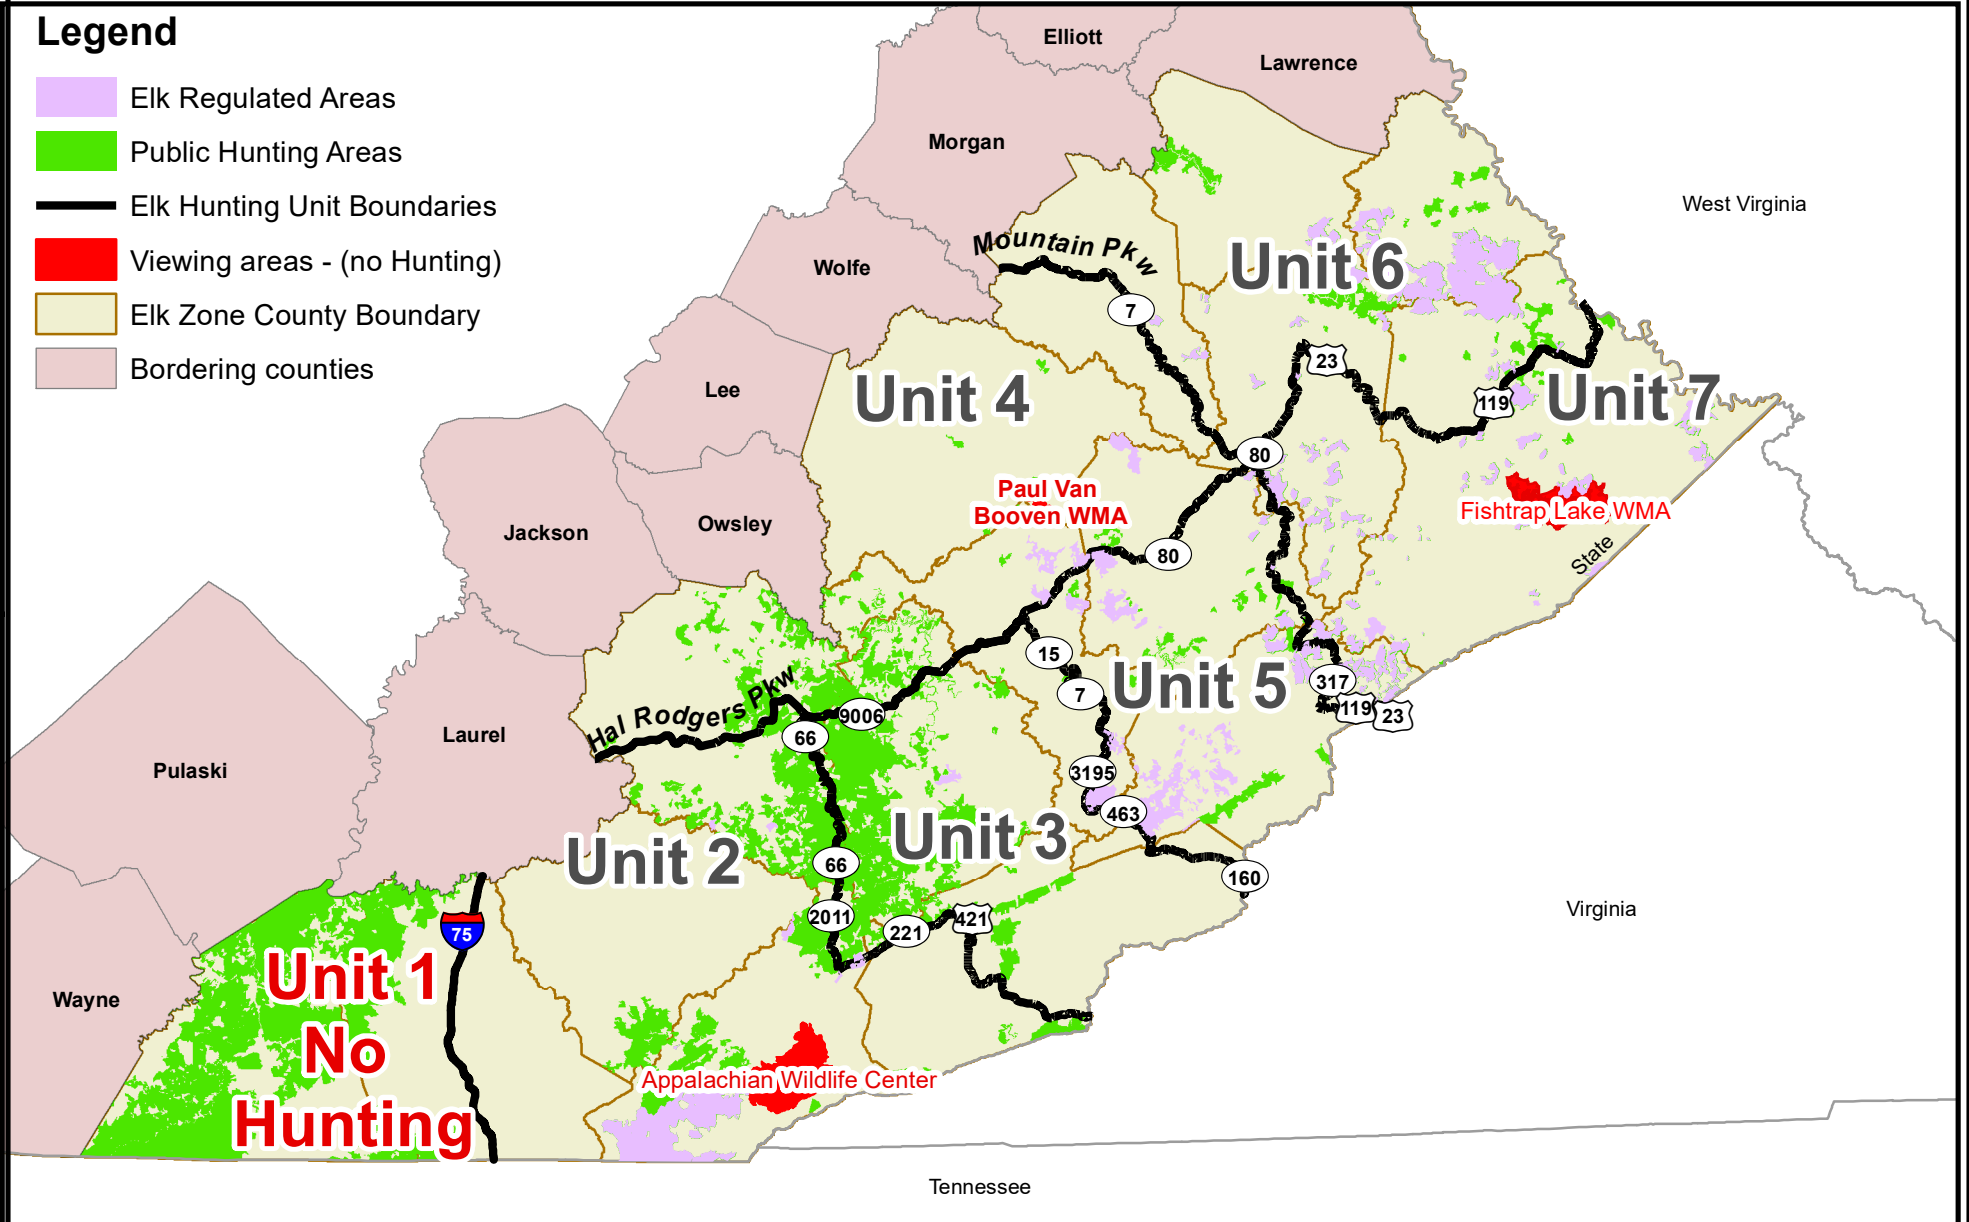 Legend
Elk Regulated Areas
Public Hunting Areas
Elk Hunting Unit Boundaries
Viewing areas - (no Hunting)
Elk Zone County Boundary
Bordering counties
Elliott
Lawrence
Morgan
West Virginia
Mountain Pkw
Wolfe
Unit 6
7
23
Lee
Unit 4
119
Unit 7
80
Paul Van
Booven WMA
Fishtrap Lake WMA
Owsley
Jackson
80
State
15
7
Unit 5
317
119
23
Hal Rodgers Pkw
9006
66
Laurel
Pulaski
3195
463
Unit 3
Unit 2
66
160
2011
221
421
Virginia
75
Unit 1
No
Hunting
Wayne
Appalachian Wildlife Center
Tennessee